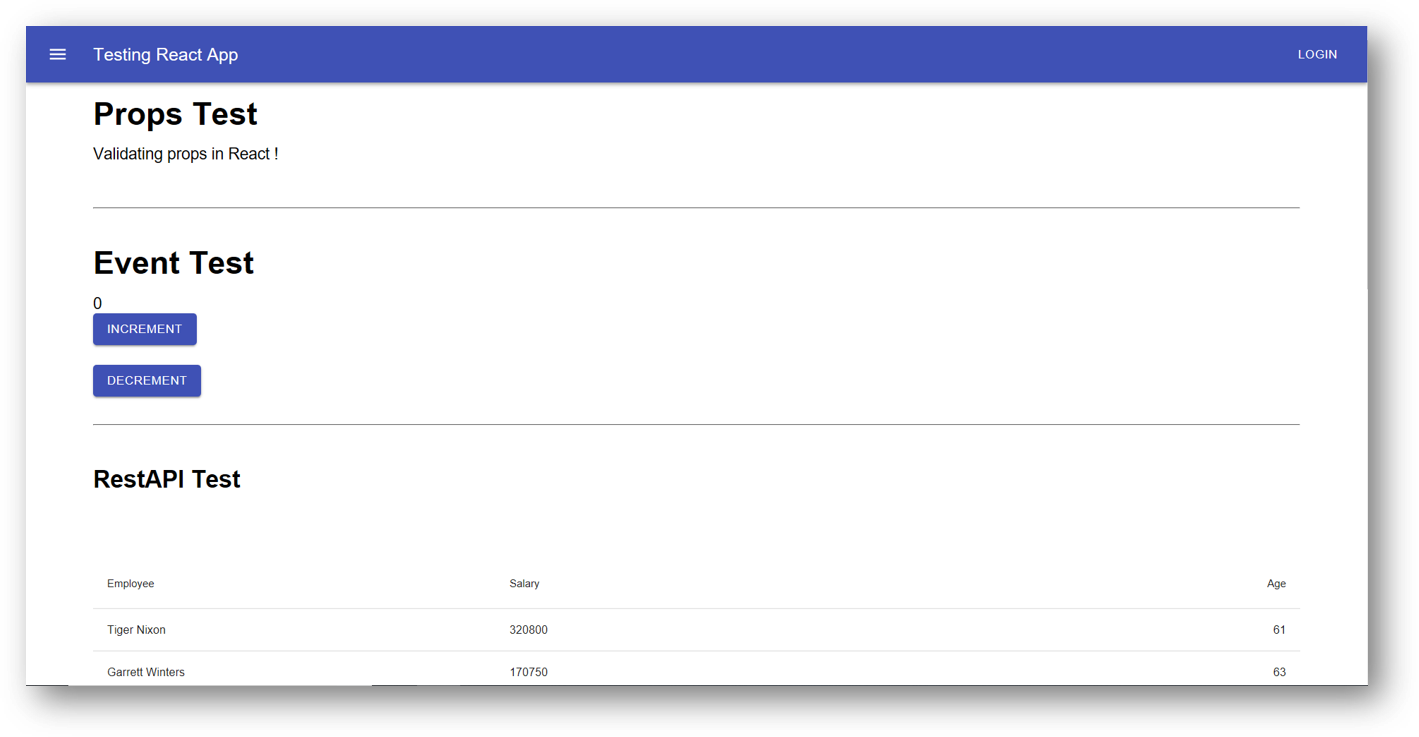 Testing React App LOGIN
Props Test
Validating props in React !
Event Test
0
INCREMENT
DECREMENT
RestAPI Test
Employee Salary Age
Tiger Nixon 320800 61
Garrett Winters 170750 63